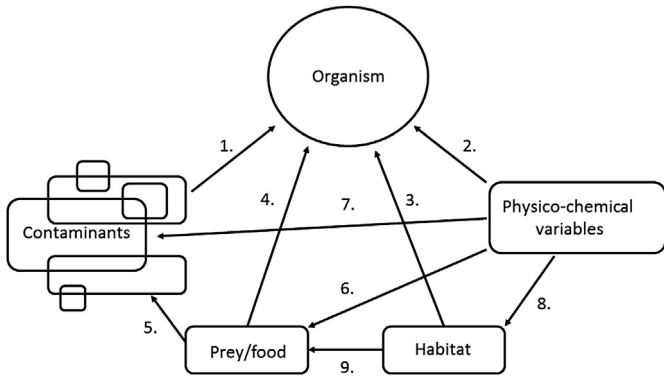 Organism
1.
2.
4.
3.
7.
Contaminants
Physico-chemical
variables
6.
8.
5.
Prey/food
Habitat
9.